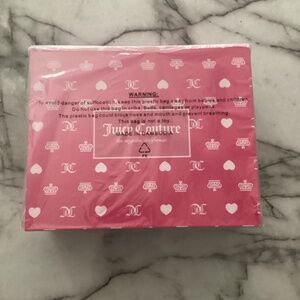 WARNING:
To avoid danger of suffocation, keep this plastic bag away from babies and children.
Do not use this bag in cribs, beds, carriages or playpens.
The plastic bag could block nose and mouth and prevent breathing.
This bag is not a toy.
Juicy Couture